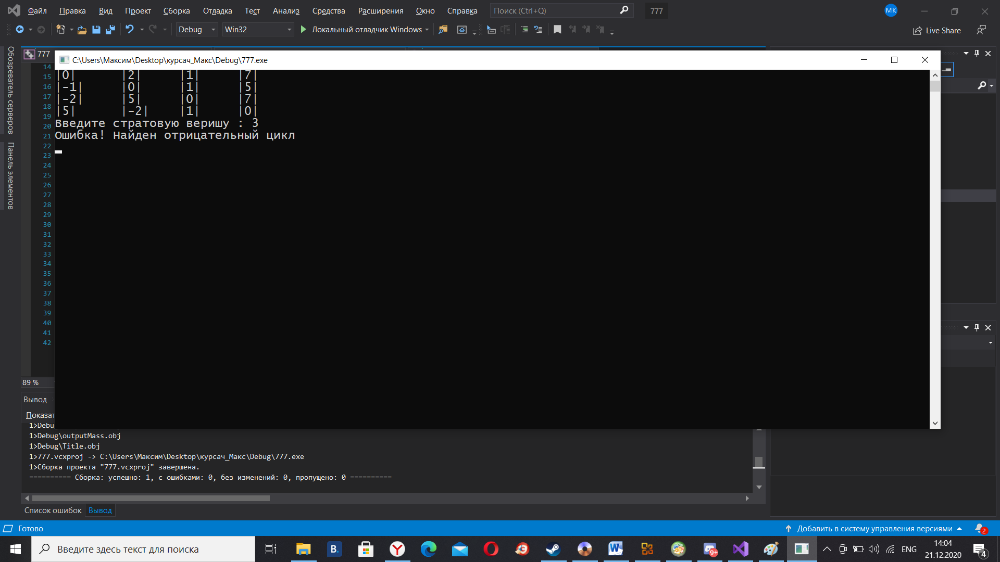 Файл Правка Вид Проект Сборка Отладка Тест Анализ Средства Расширения Окно Справка Поиск (Ctrl+Q) 777 МК
Debug Win32 Локальный отладчик Windows Live Share
Обозреватель серверов
Панель элементов
777
C:\Users\Максим\Desktop\курсач_Макс\Debug\777.exe
14
15
16
17
18
19
20
21
22
23
24
25
26
27
28
29
30
31
32
33
34
35
36
37
38
39
40
41
42
|0| |2| |1| |7|
|-1| |0| |1| |5|
|-2| |5| |0| |7|
|5| |-2| |1| |0|
Введите стратовую веришу : 3
Ошибка! Найден отрицательный цикл
89 %
Вывод
Показат
1>Debu
1>Debug\outputMass.obj
1>Debug\Title.obj
1>777.vcxproj -> C:\Users\Максим\Desktop\курсач_Макс\Debug\777.exe
1>Сборка проекта "777.vcxproj" завершена.
========== Сборка: успешно: 1, с ошибками: 0, без изменений: 0, пропущено: 0 ==========
Список ошибок Вывод
Готово Добавить в систему управления версиями 2
Введите здесь текст для поиска B. 9+ ENG 14:04
21.12.2020 4